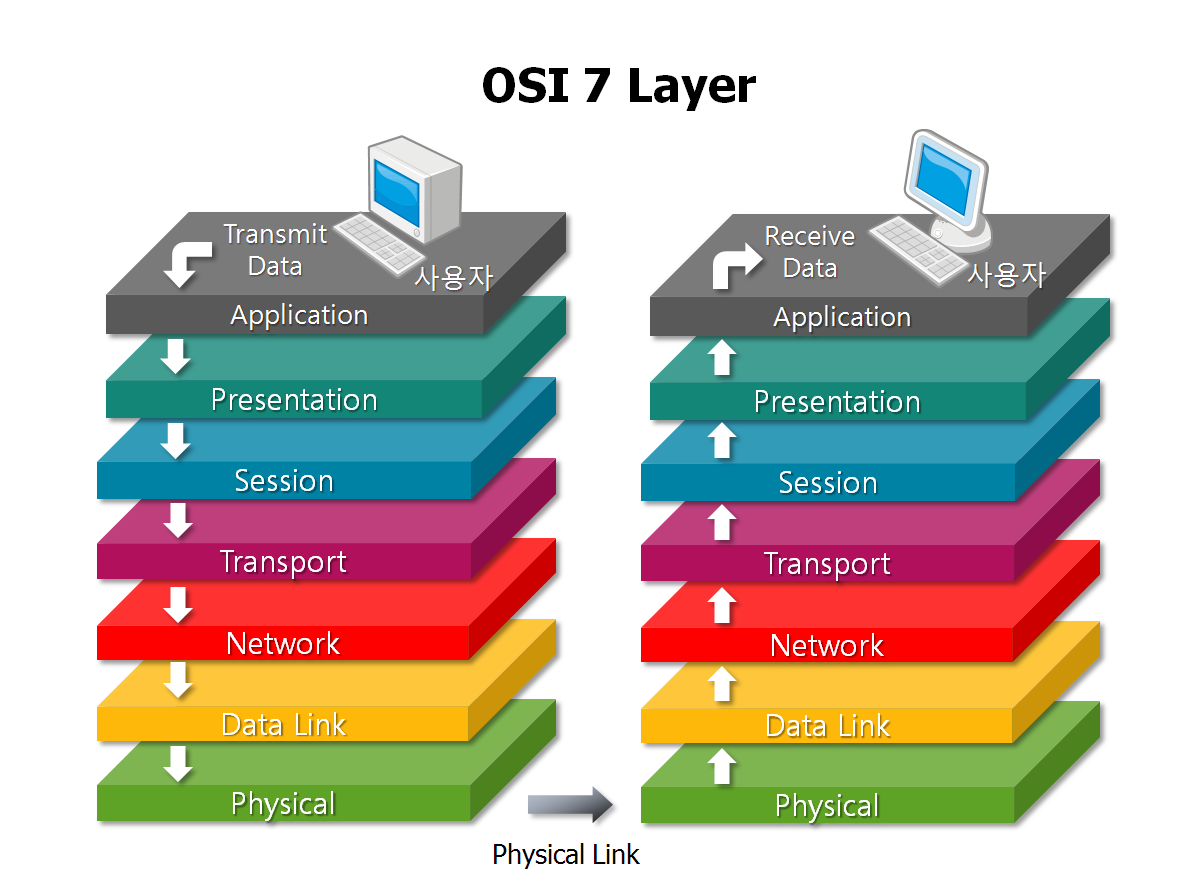 OSI 7 Layer
Transmit
Data
사용자
Application
Presentation
Session
Transport
Network
Data Link
Physical
Receive
Data
사용자
Application
Presentation
Session
Transport
Network
Data Link
Physical
Physical Link